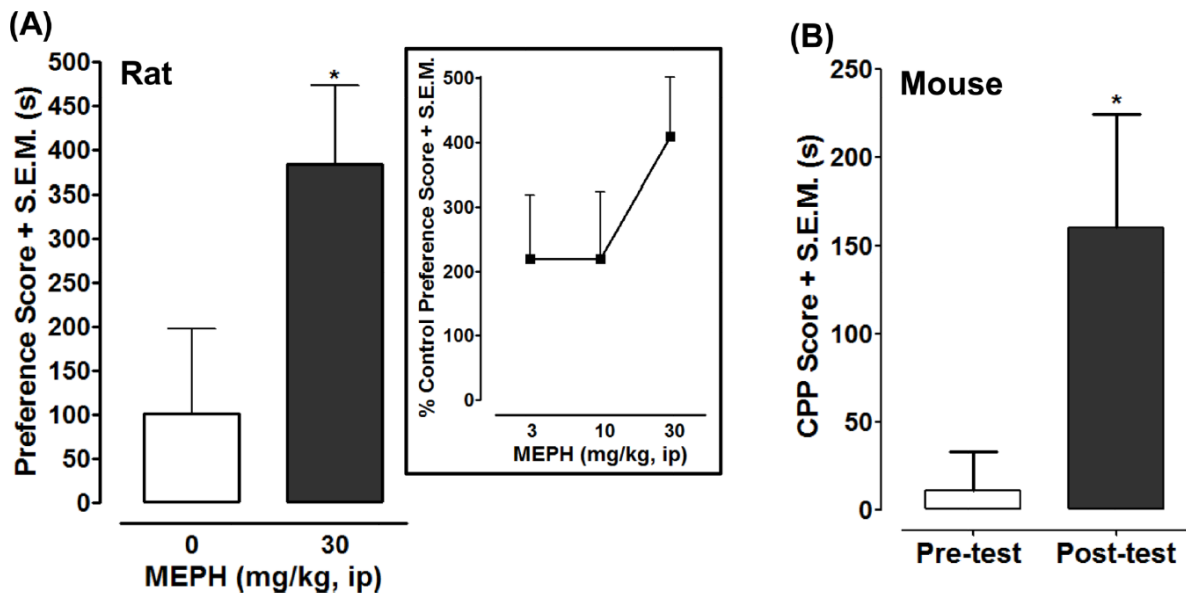 (A)
Rat
Preference Score + S.E.M. (s)
500
450
400
350
300
250
200
150
100
50
0
*
0 30
MEPH (mg/kg, ip)
% Control Preference Score + S.E.M.
500
400
300
200
100
0
3 10 30
MEPH (mg/kg, ip)
(B)
Mouse
CPP Score + S.E.M. (s)
250
200
150
100
50
0
*
Pre-test Post-test